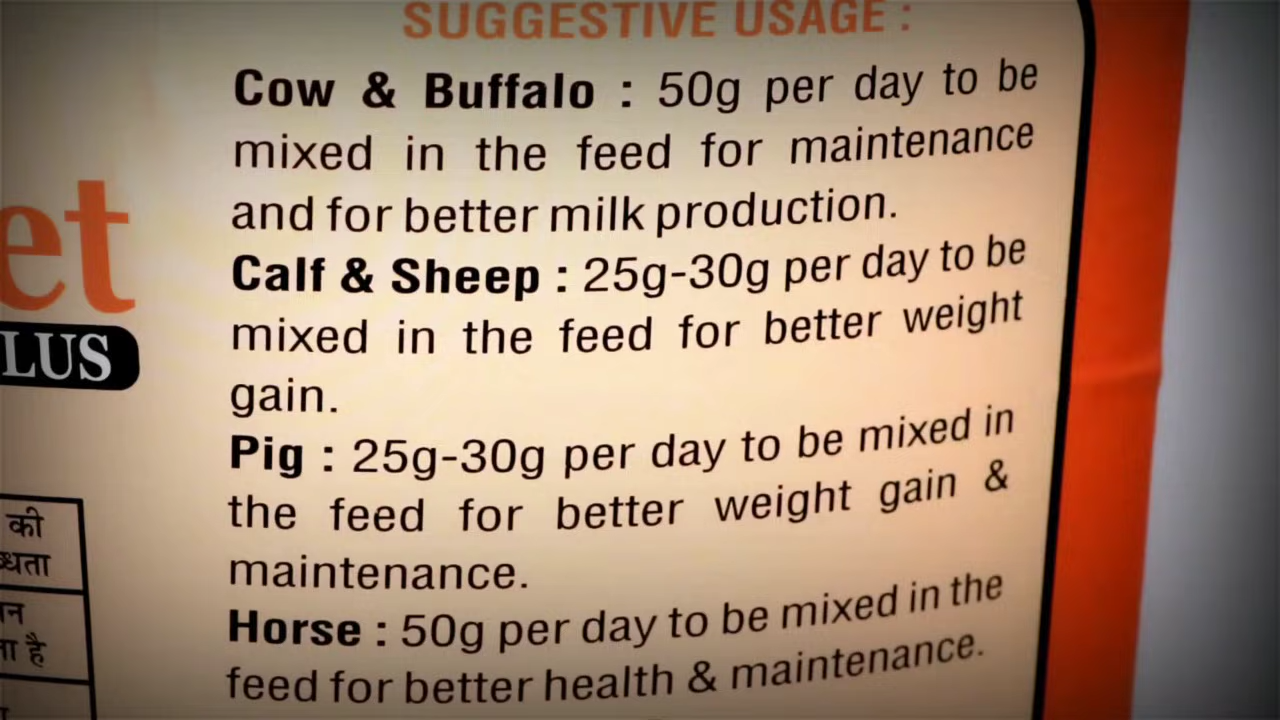 SUGGESTIVE USAGE :
Cow & Buffalo : 50g per day to be
mixed in the feed for maintenance
and for better milk production.
Calf & Sheep : 25g-30g per day to be
mixed in the feed for better weight
gain.
Pig : 25g-30g per day to be mixed in
the feed for better weight gain &
maintenance.
Horse : 50g per day to be mixed in the
feed for better health & maintenance.
et
LUS
की
ता है